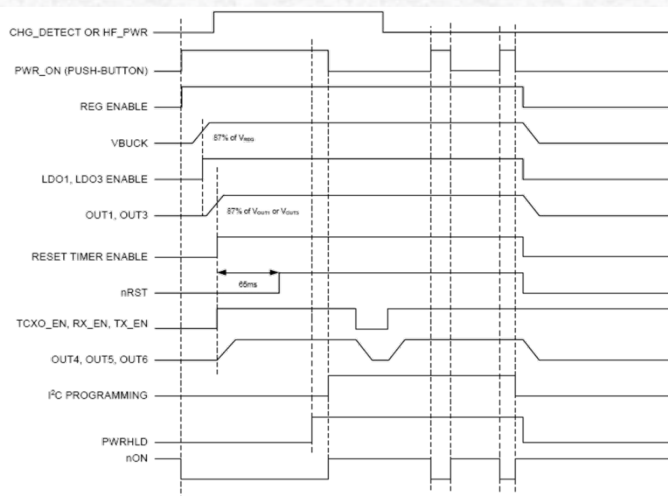 CHG_DETECT OR HF_PWR
PWR_ON (PUSH-BUTTON)
REG ENABLE
VBUCK
87% of VREG
LDO1, LDO3 ENABLE
OUT1, OUT3
87% of VOUT1 or VOUT3
RESET TIMER ENABLE
65ms
nRST
TCXO_EN, RX_EN, TX_EN
OUT4, OUT5, OUT6
I²C PROGRAMMING
PWRHLD
nON